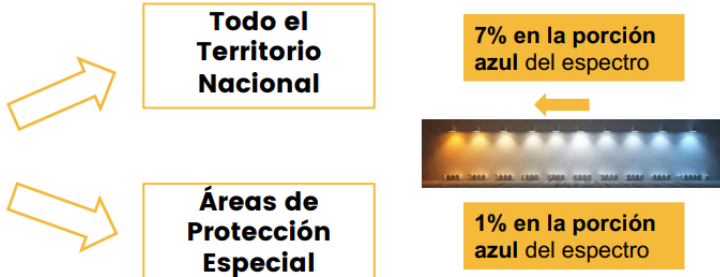 Todo el
Territorio
Nacional
7% en la porción
azul del espectro
Áreas de
Protección
Especial
1% en la porción
azul del espectro